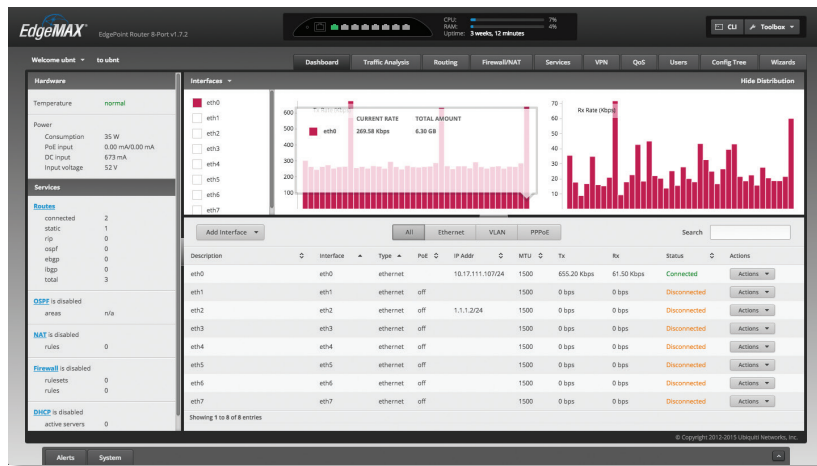 EdgeMAX EdgePoint Router 8-Port v1.7.2
CPU: 7%
RAM: 4%
Uptime: 3 weeks, 12 minutes
CLI Toolbox
Welcome ubnt to ubnt
Dashboard Traffic Analysis Routing Firewall/NAT Services VPN QoS Users Config Tree Wizards
Hardware
Temperature normal
Power
Consumption 35 W
PoE input 0.00 mA/0.00 mA
DC input 673 mA
Input voltage 52 V
Services
Routes
connected 2
static 1
rip 0
ospf 0
ebgp 0
ibgp 0
total 3
OSPF is disabled
areas n/a
NAT is disabled
rules 0
Firewall is disabled
rulesets 0
rules 0
DHCP is disabled
active servers 0
Interfaces Hide Distribution
eth0
eth1
eth2
eth3
eth4
eth5
eth6
eth7
600
500
400
300
200
100
CURRENT RATE TOTAL AMOUNT
eth0 269.58 Kbps 6.30 GB
Rx Rate (Kbps)
70
60
50
40
30
20
10
Add Interface All Ethernet VLAN PPPoE Search
Description Interface Type PoE IP Addr MTU Tx Rx Status Actions
eth0 eth0 ethernet 10.17.111.107/24 1500 655.20 Kbps 61.50 Kbps Connected Actions
eth1 eth1 ethernet off 1500 0 bps 0 bps Disconnected Actions
eth2 eth2 ethernet off 1.1.1.2/24 1500 0 bps 0 bps Disconnected Actions
eth3 eth3 ethernet off 1500 0 bps 0 bps Disconnected Actions
eth4 eth4 ethernet off 1500 0 bps 0 bps Disconnected Actions
eth5 eth5 ethernet off 1500 0 bps 0 bps Disconnected Actions
eth6 eth6 ethernet off 1500 0 bps 0 bps Disconnected Actions
eth7 eth7 ethernet off 1500 0 bps 0 bps Disconnected Actions
Showing 1 to 8 of 8 entries
© Copyright 2012-2015 Ubiquiti Networks, Inc.
Alerts System